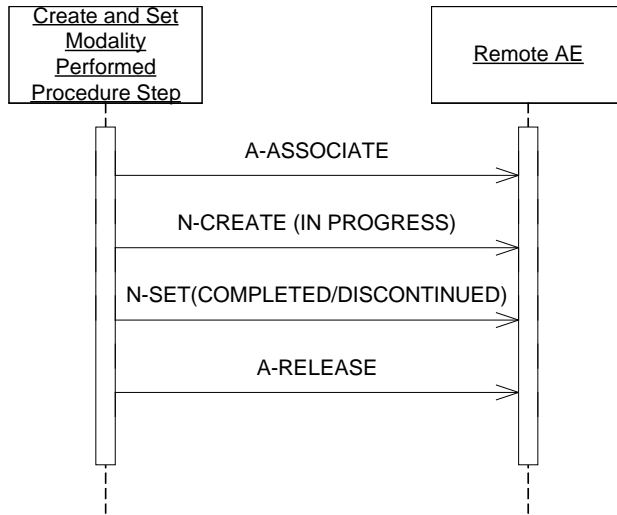 Create and Set
Modality
Performed
Procedure Step
Remote AE
A-ASSOCIATE
N-CREATE (IN PROGRESS)
N-SET(COMPLETED/DISCONTINUED)
A-RELEASE